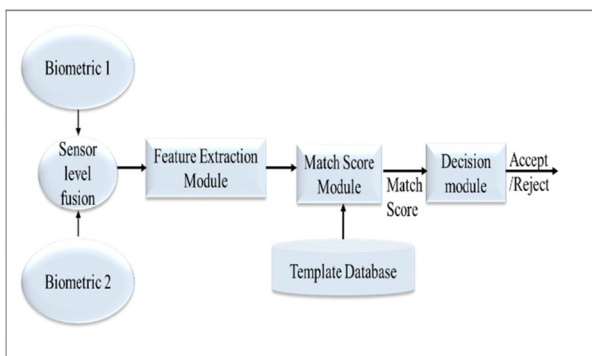 Biometric 1
Sensor
level
fusion
Biometric 2
Feature Extraction
Module
Match Score
Module
Template Database
Match
Score
Decision
module
Accept
/Reject